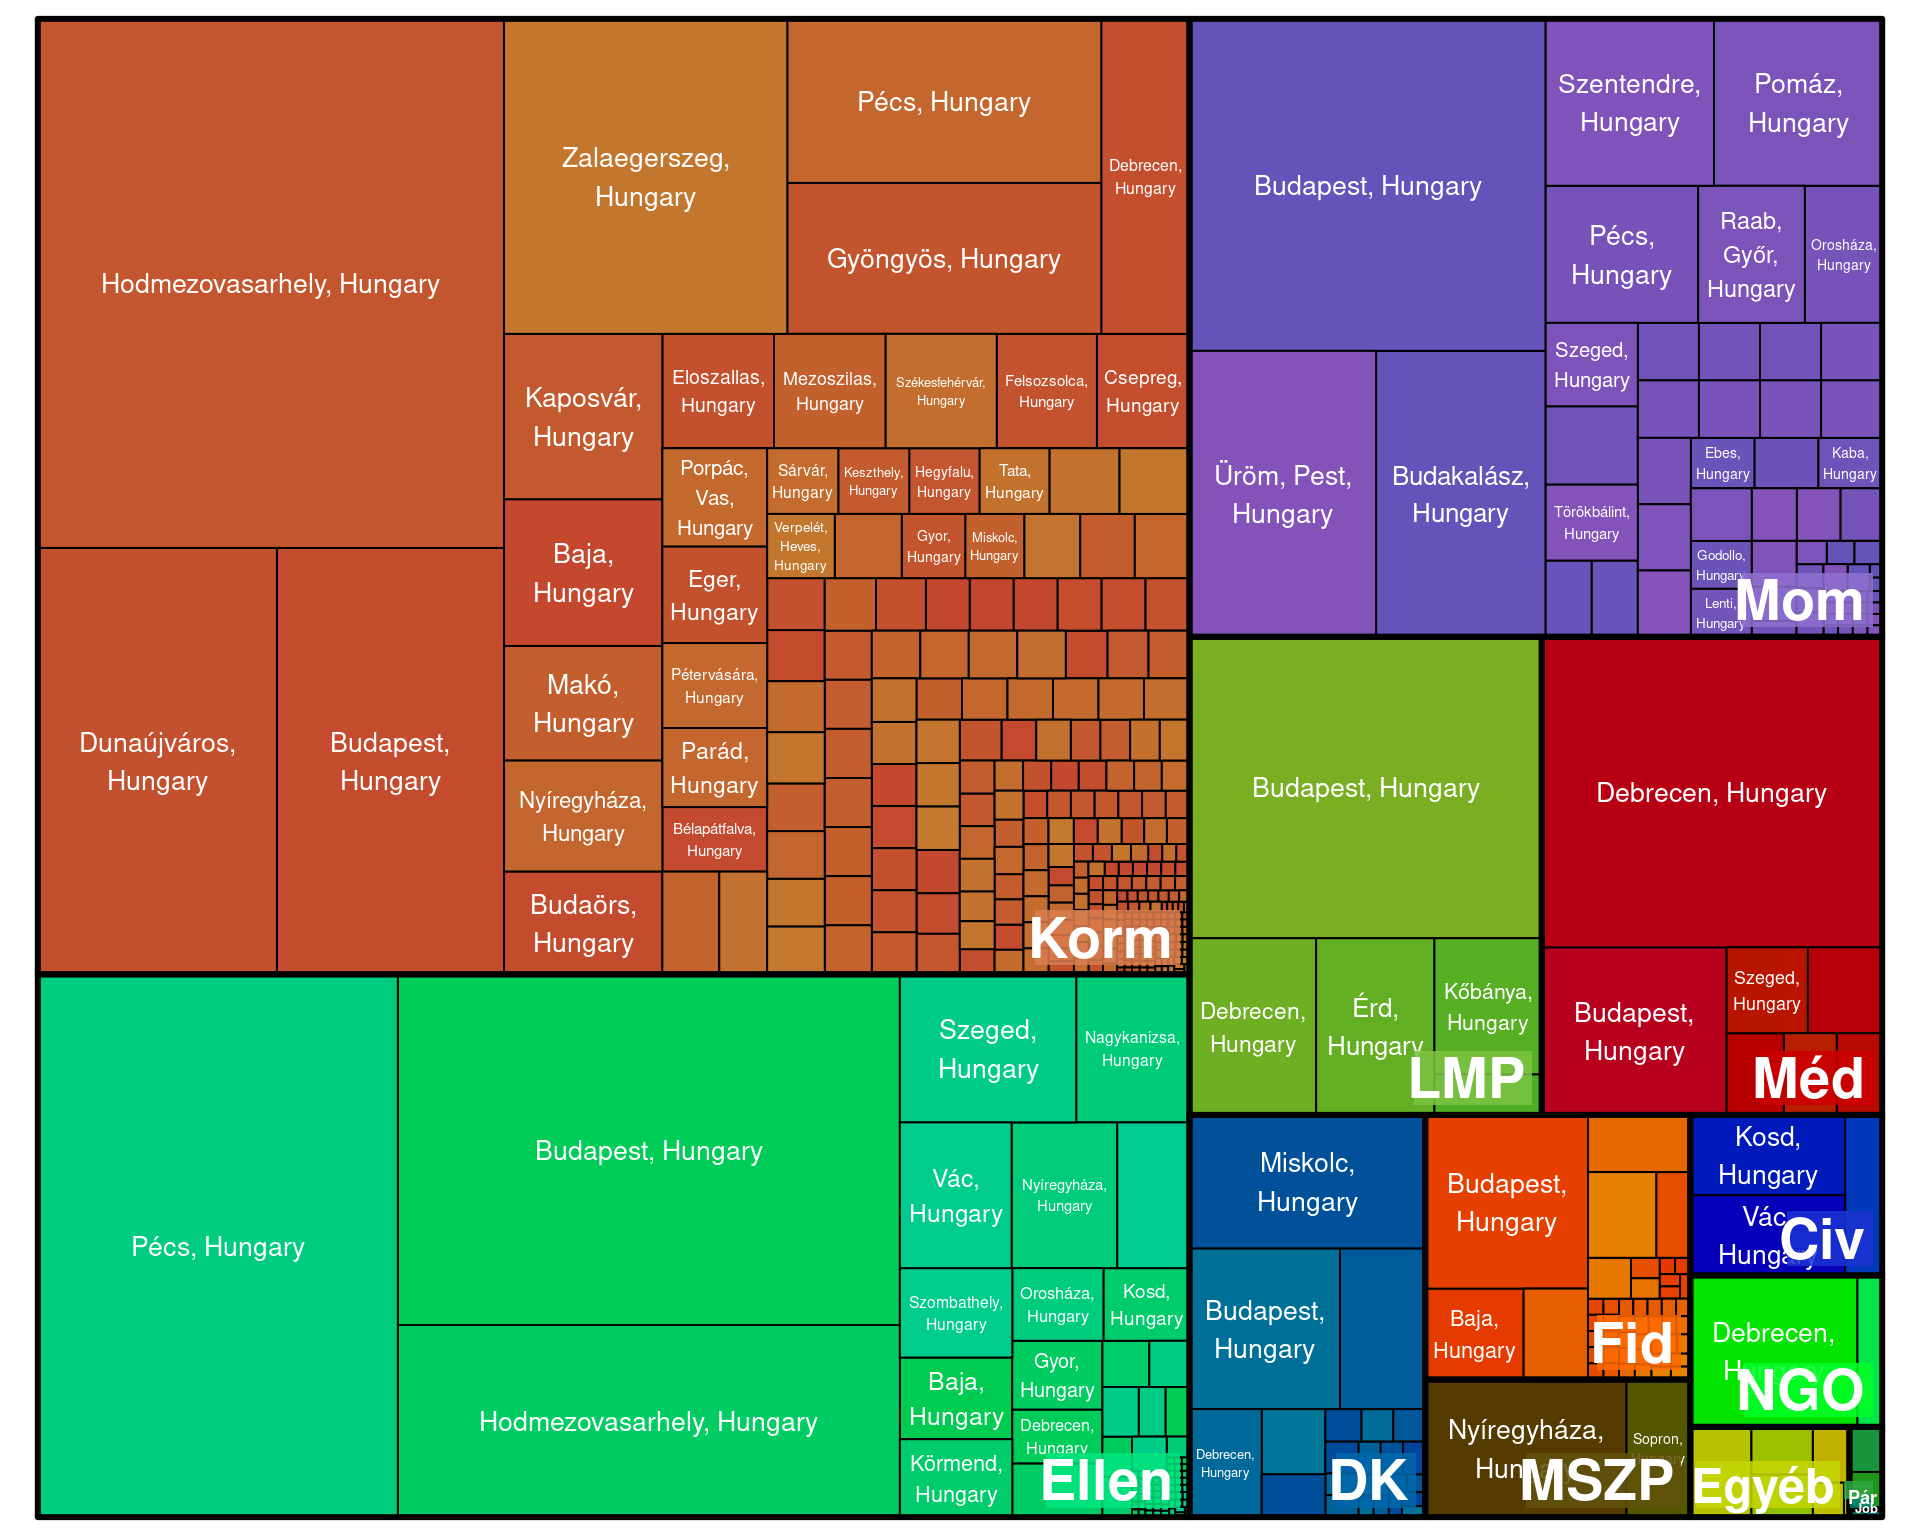 Hodmezovasarhely, Hungary
Dunaújváros,
Hungary
Budapest,
Hungary
Zalaegerszeg,
Hungary
Pécs, Hungary
Gyöngyös, Hungary
Debrecen,
Hungary
Kaposvár,
Hungary
Baja,
Hungary
Makó,
Hungary
Nyíregyháza,
Hungary
Budaörs,
Hungary
Eloszallas,
Hungary
Mezoszilas,
Hungary
Székesfehérvár,
Hungary
Felsozsolca,
Hungary
Csepreg,
Hungary
Porpác,
Vas,
Hungary
Eger,
Hungary
Pétervására,
Hungary
Parád,
Hungary
Bélapátfalva,
Hungary
Sárvár,
Hungary
Keszthely,
Hungary
Hegyfalu,
Hungary
Tata,
Hungary
Verpelét,
Heves,
Hungary
Gyor,
Hungary
Miskolc,
Hungary
Korm
Budapest, Hungary
Üröm, Pest,
Hungary
Budakalász,
Hungary
Szentendre,
Hungary
Pomáz,
Hungary
Pécs,
Hungary
Raab,
Győr,
Hungary
Orosháza,
Hungary
Szeged,
Hungary
Törökbálint,
Hungary
Ebes,
Hungary
Kaba,
Hungary
Godollo,
Hungary
Lenti,
Hungary
Mom
Budapest, Hungary
Debrecen,
Hungary
Érd,
Hungary
Kőbánya,
Hungary
LMP
Debrecen, Hungary
Budapest,
Hungary
Szeged,
Hungary
Méd
Pécs, Hungary
Budapest, Hungary
Hodmezovasarhely, Hungary
Szeged,
Hungary
Nagykanizsa,
Hungary
Vác,
Hungary
Nyíregyháza,
Hungary
Szombathely,
Hungary
Orosháza,
Hungary
Kosd,
Hungary
Baja,
Hungary
Gyor,
Hungary
Debrecen,
Hungary
Körmend,
Hungary
Ellen
Miskolc,
Hungary
Budapest,
Hungary
Debrecen,
Hungary
DK
Budapest,
Hungary
Baja,
Hungary
Fid
Nyíregyháza,
Sopron,
MSZP
Kosd,
Hungary
Vác,
Hungary
Civ
Debrecen,
NGO
Egyéb
Pár
Job